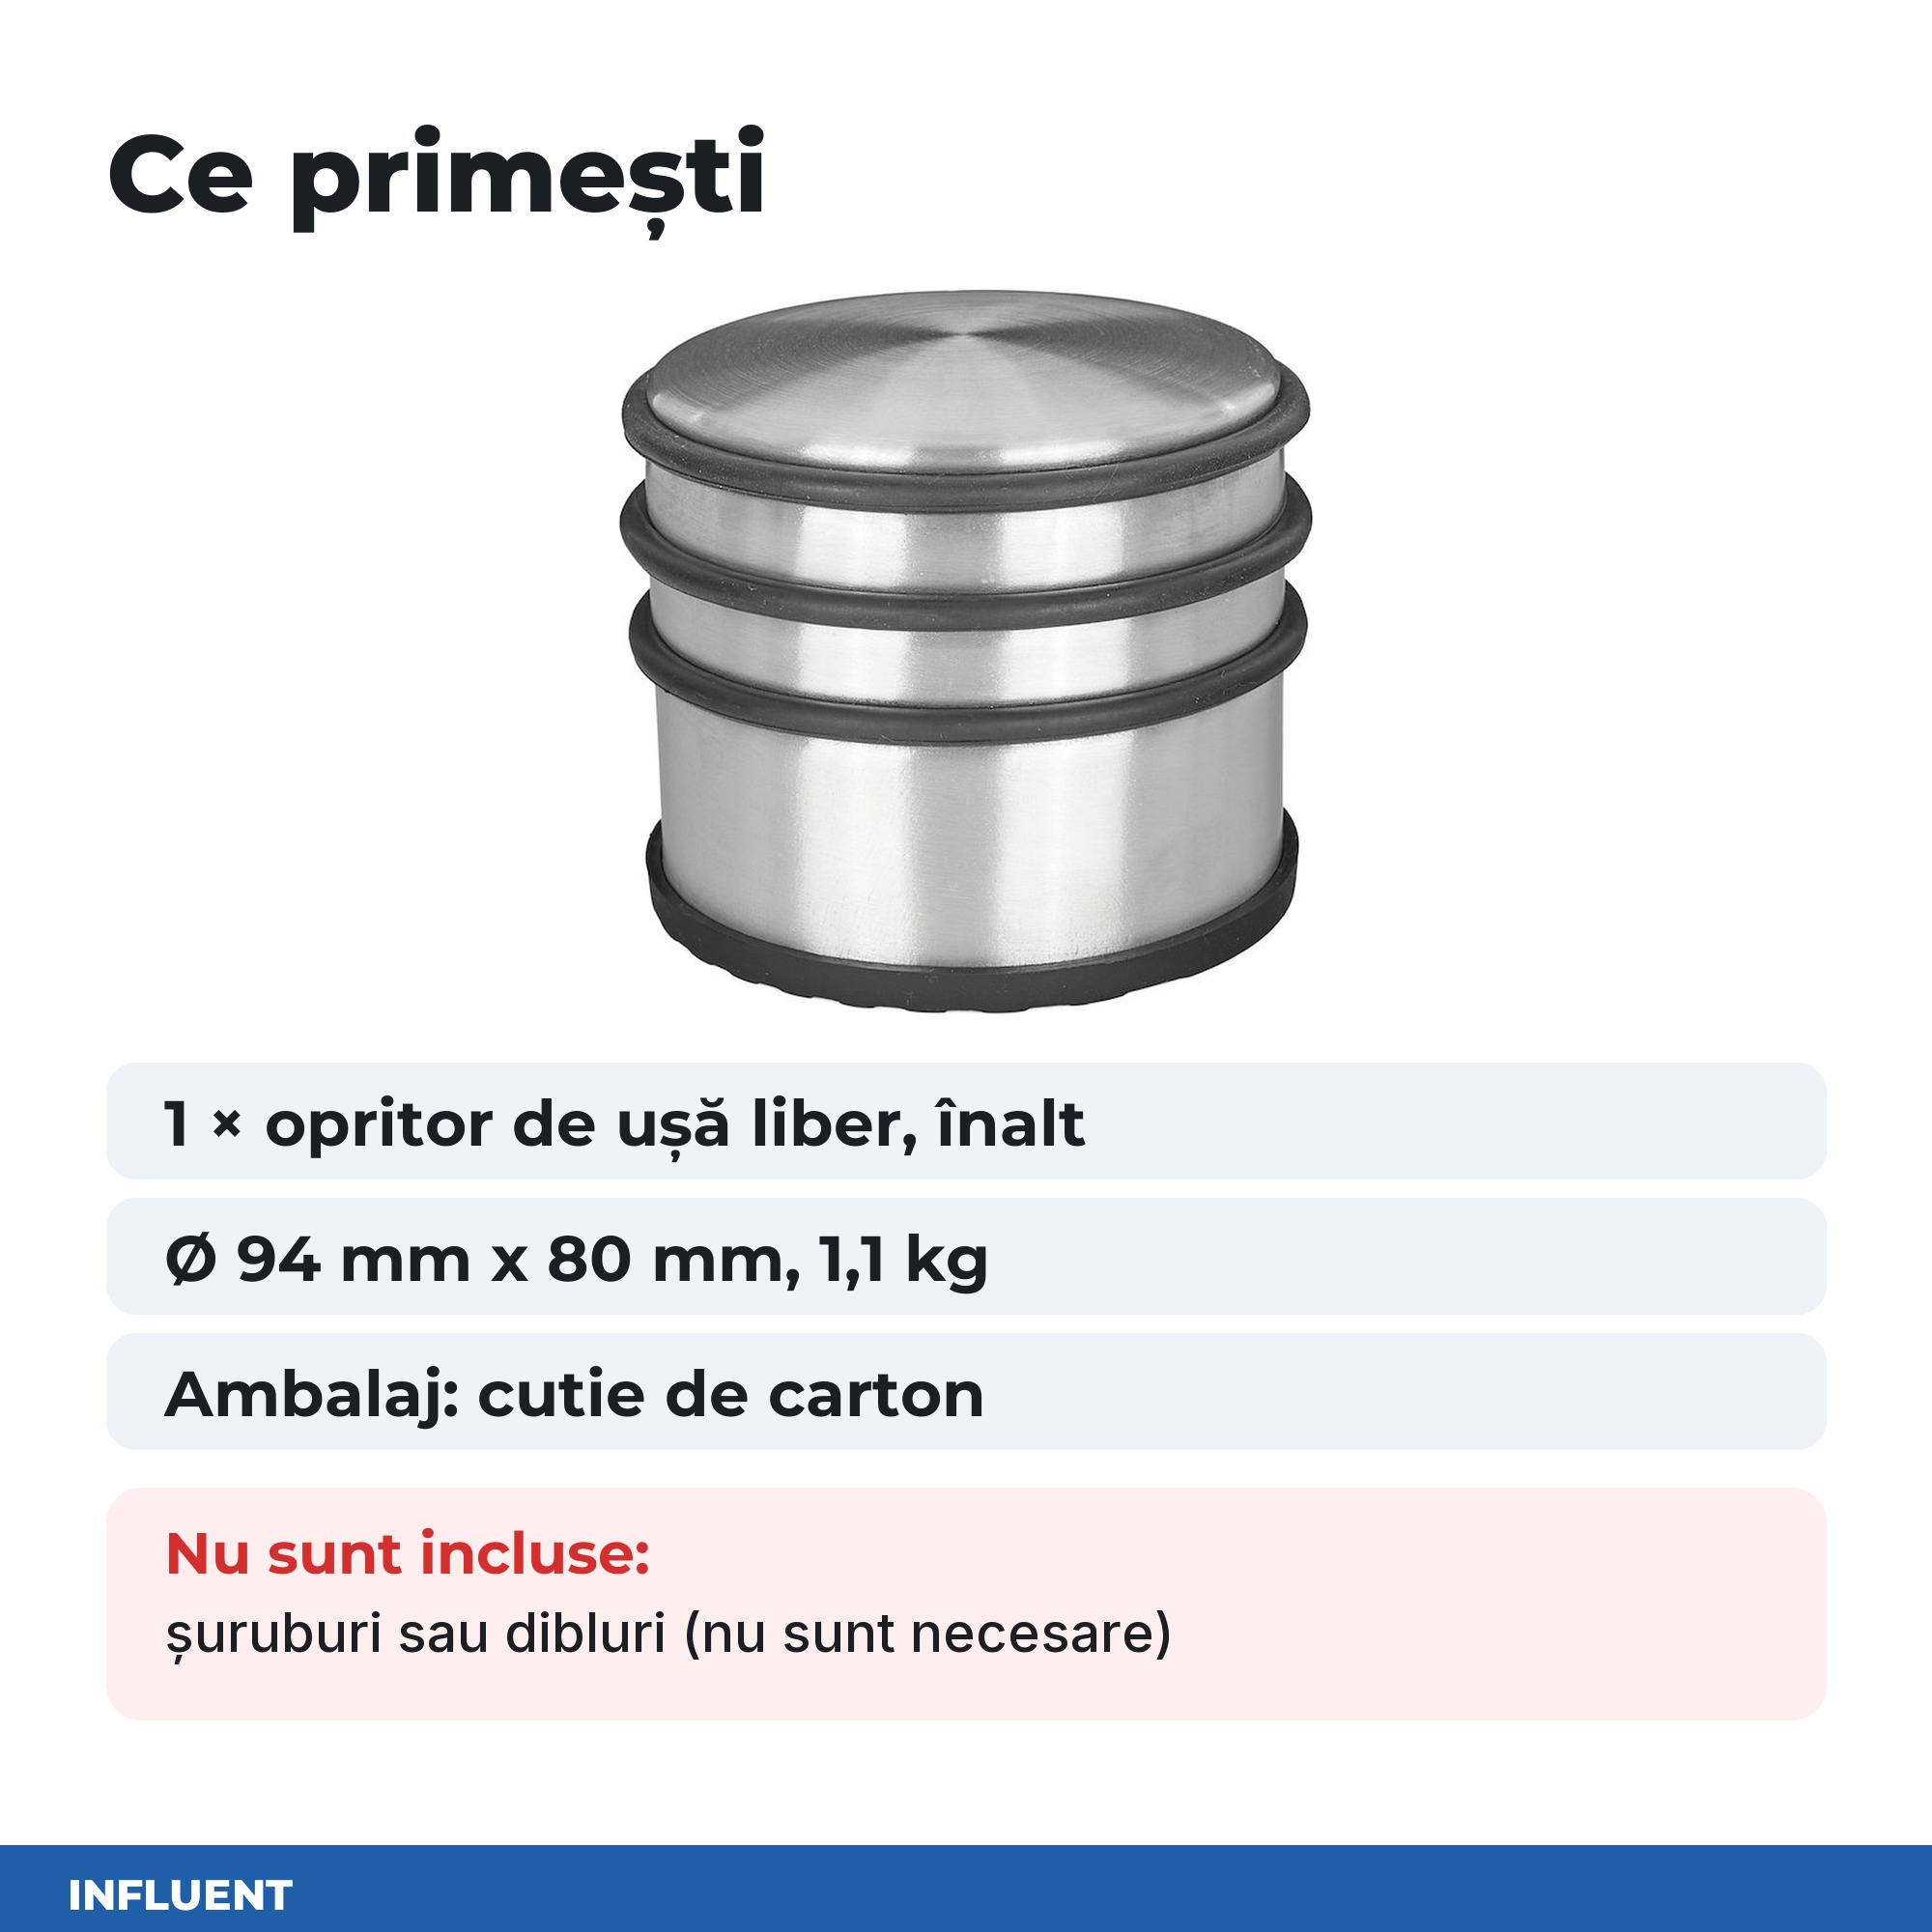 Ce primești
1 × opritor de ușă liber, înalt
Ø 94 mm x 80 mm, 1,1 kg
Ambalaj: cutie de carton
Nu sunt incluse:
șuruburi sau dibluri (nu sunt necesare)
INFLUENT